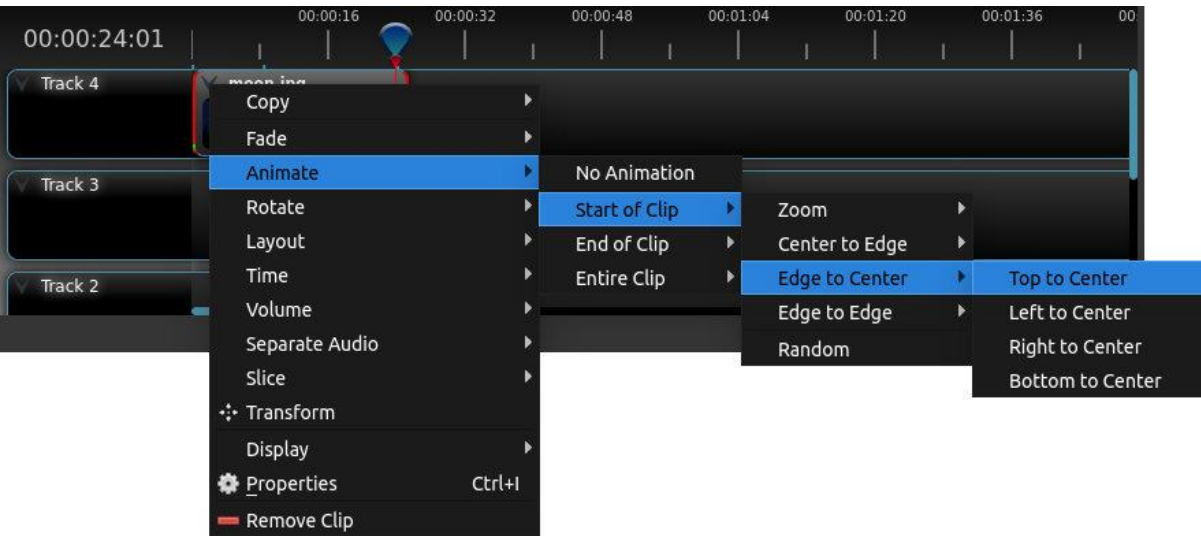 00:00:16 00:00:32 00:00:48 00:01:04 00:01:20 00:01:36 00:
00:00:24:01
Track 4
Track 3
Track 2
Copy
Fade
Animate
Rotate
Layout
Time
Volume
Separate Audio
Slice
Transform
Display
Properties Ctrl+I
Remove Clip
No Animation
Start of Clip
End of Clip
Entire Clip
Zoom
Center to Edge
Edge to Center
Edge to Edge
Random
Top to Center
Left to Center
Right to Center
Bottom to Center